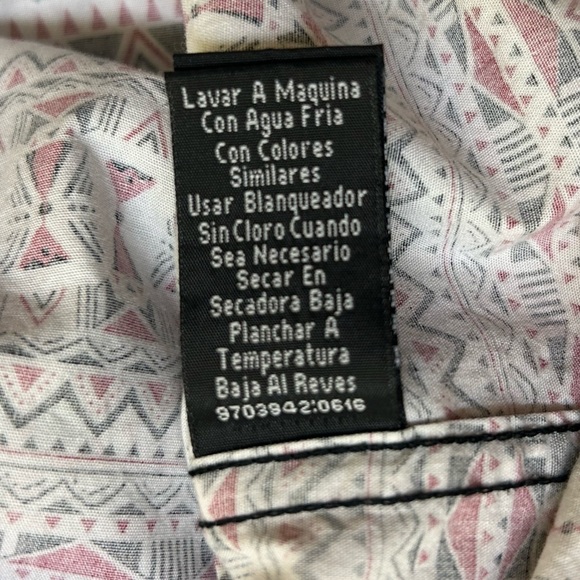 Lavar A Maquina
Con Agua Fria
Con Colores
Similares
Usar Blanqueador
Sin Cloro Cuando
Sea Necesario
Secar En
Secadora Baja
Planchar A
Temperatura
Baja Al Reves
9703942:0616